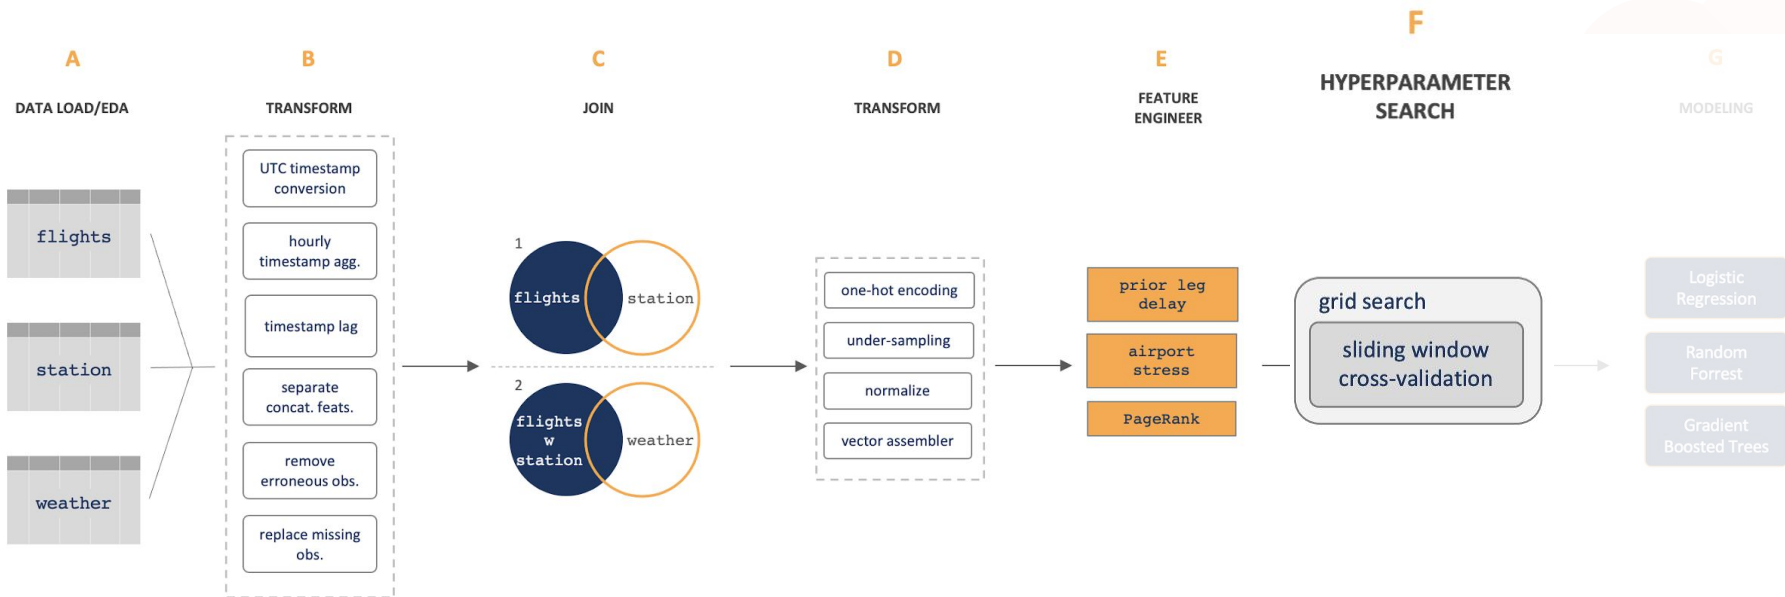 A
DATA LOAD/EDA
flights
station
weather
B
TRANSFORM
UTC timestamp
conversion
hourly
timestamp agg.
timestamp lag
separate
concat. feats.
remove
erroneous obs.
replace missing
obs.
C
JOIN
1
flights
station
2
flights
w
station
weather
D
TRANSFORM
one-hot encoding
under-sampling
normalize
vector assembler
E
FEATURE
ENGINEER
prior leg
delay
airport
stress
PageRank
F
HYPERPARAMETER
SEARCH
grid search
sliding window
cross-validation
G
MODELING
Logistic
Regression
Random
Forrest
Gradient
Boosted Trees